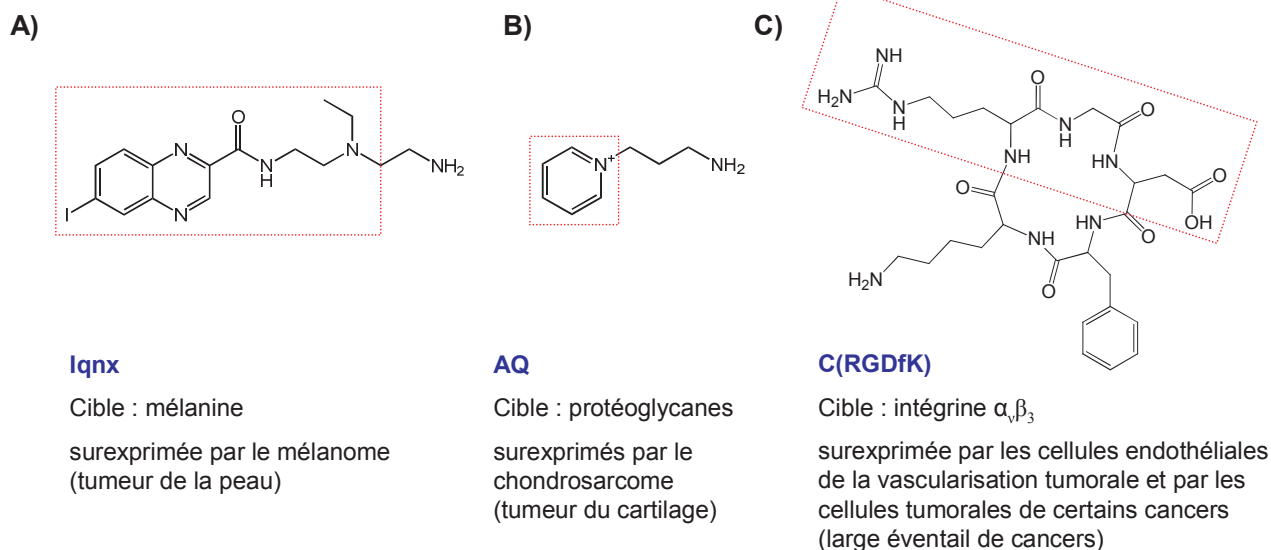 A)
B)
C)
I
N
N
O
N
H
N
NH2
N+
NH2
NH
H2N
N
H
O
HN
O
HN
O
OH
O
NH
O
HN
O
NH
H2N
O
Iqnx
Cible : mélanine
surexprimée par le mélanome
(tumeur de la peau)
AQ
Cible : protéoglycanes
surexprimés par le
chondrosarcome
(tumeur du cartilage)
C(RGDfK)
Cible : intégrine αvβ3
surexprimée par les cellules endothéliales
de la vascularisation tumorale et par les
cellules tumorales de certains cancers
(large éventail de cancers)